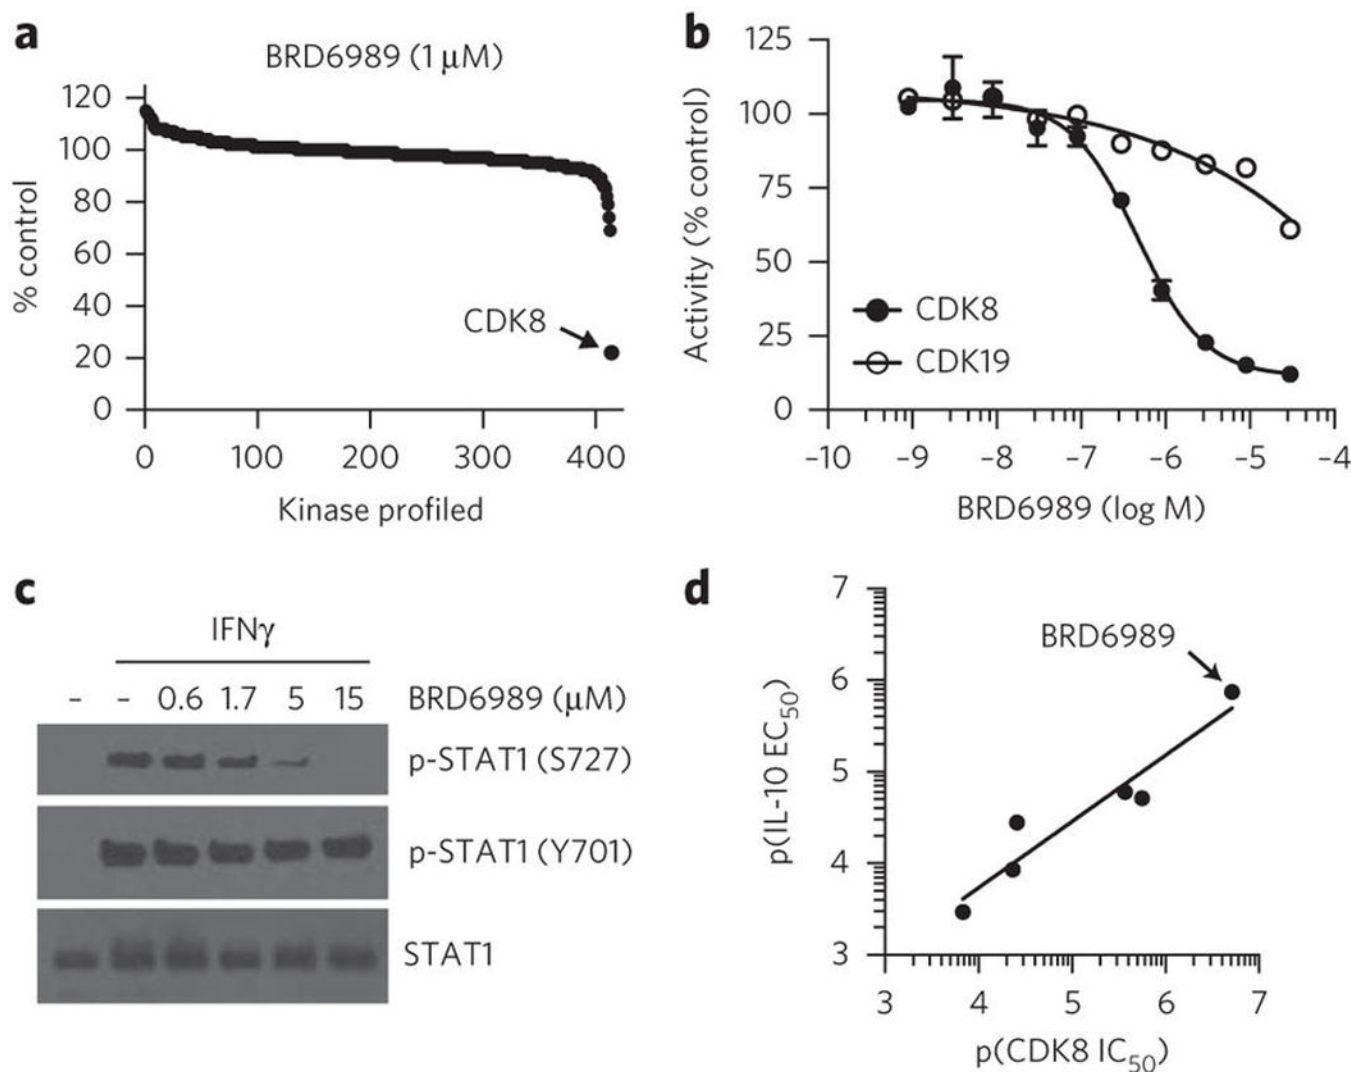 a
BRD6989 (1 μM)
% control
120
100
80
60
40
20
0
CDK8
0 100 200 300 400
Kinase profiled
b
Activity (% control)
125
100
75
50
25
0
CDK8
CDK19
–10 –9 –8 –7 –6 –5 –4
BRD6989 (log M)
c
IFNγ
– – 0.6 1.7 5 15 BRD6989 (μM)
p-STAT1 (S727)
p-STAT1 (Y701)
STAT1
d
p(IL-10 EC50)
7
6
5
4
3
BRD6989
3 4 5 6 7
p(CDK8 IC50)